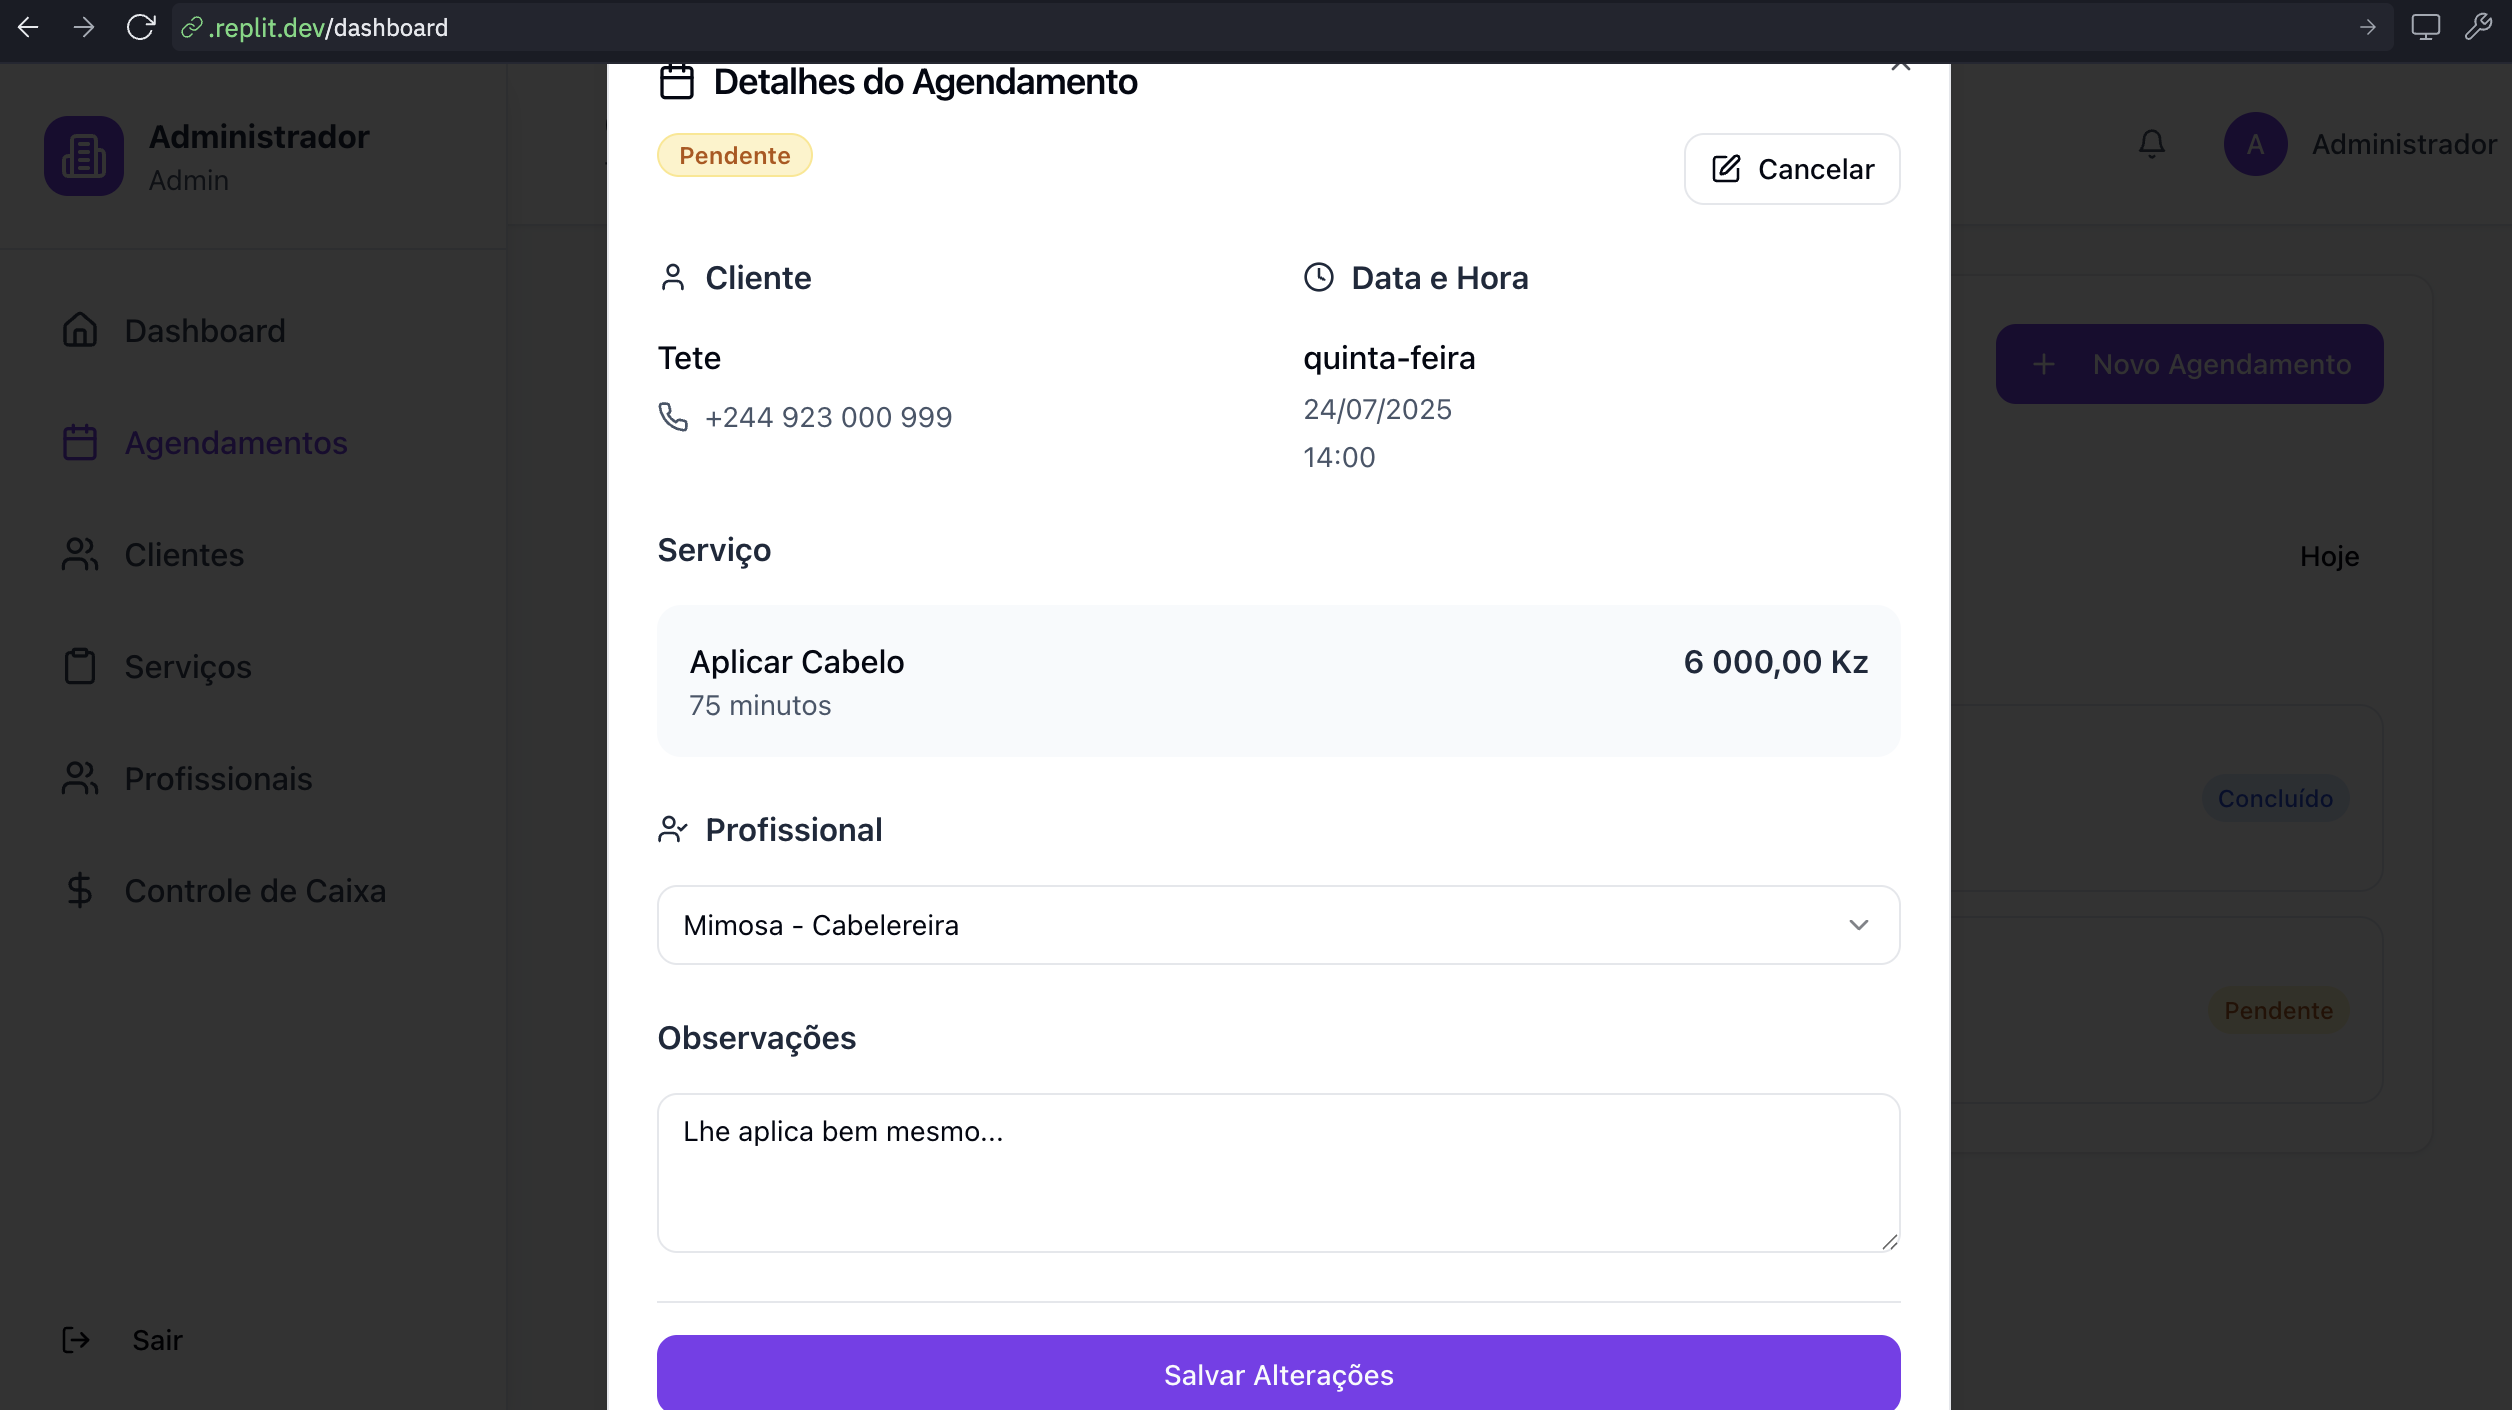 .replit.dev/dashboard
Administrador
Admin
Dashboard
Agendamentos
Clientes
Serviços
Profissionais
Controle de Caixa
Sair
Detalhes do Agendamento
Pendente
Cancelar
Cliente
Tete
+244 923 000 999
Data e Hora
quinta-feira
24/07/2025
14:00
Serviço
Aplicar Cabelo
6 000,00 Kz
75 minutos
Profissional
Mimosa - Cabelereira
Observações
Lhe aplica bem mesmo...
Salvar Alterações
A
Administrador
+ Novo Agendamento
Hoje
Concluído
Pendente